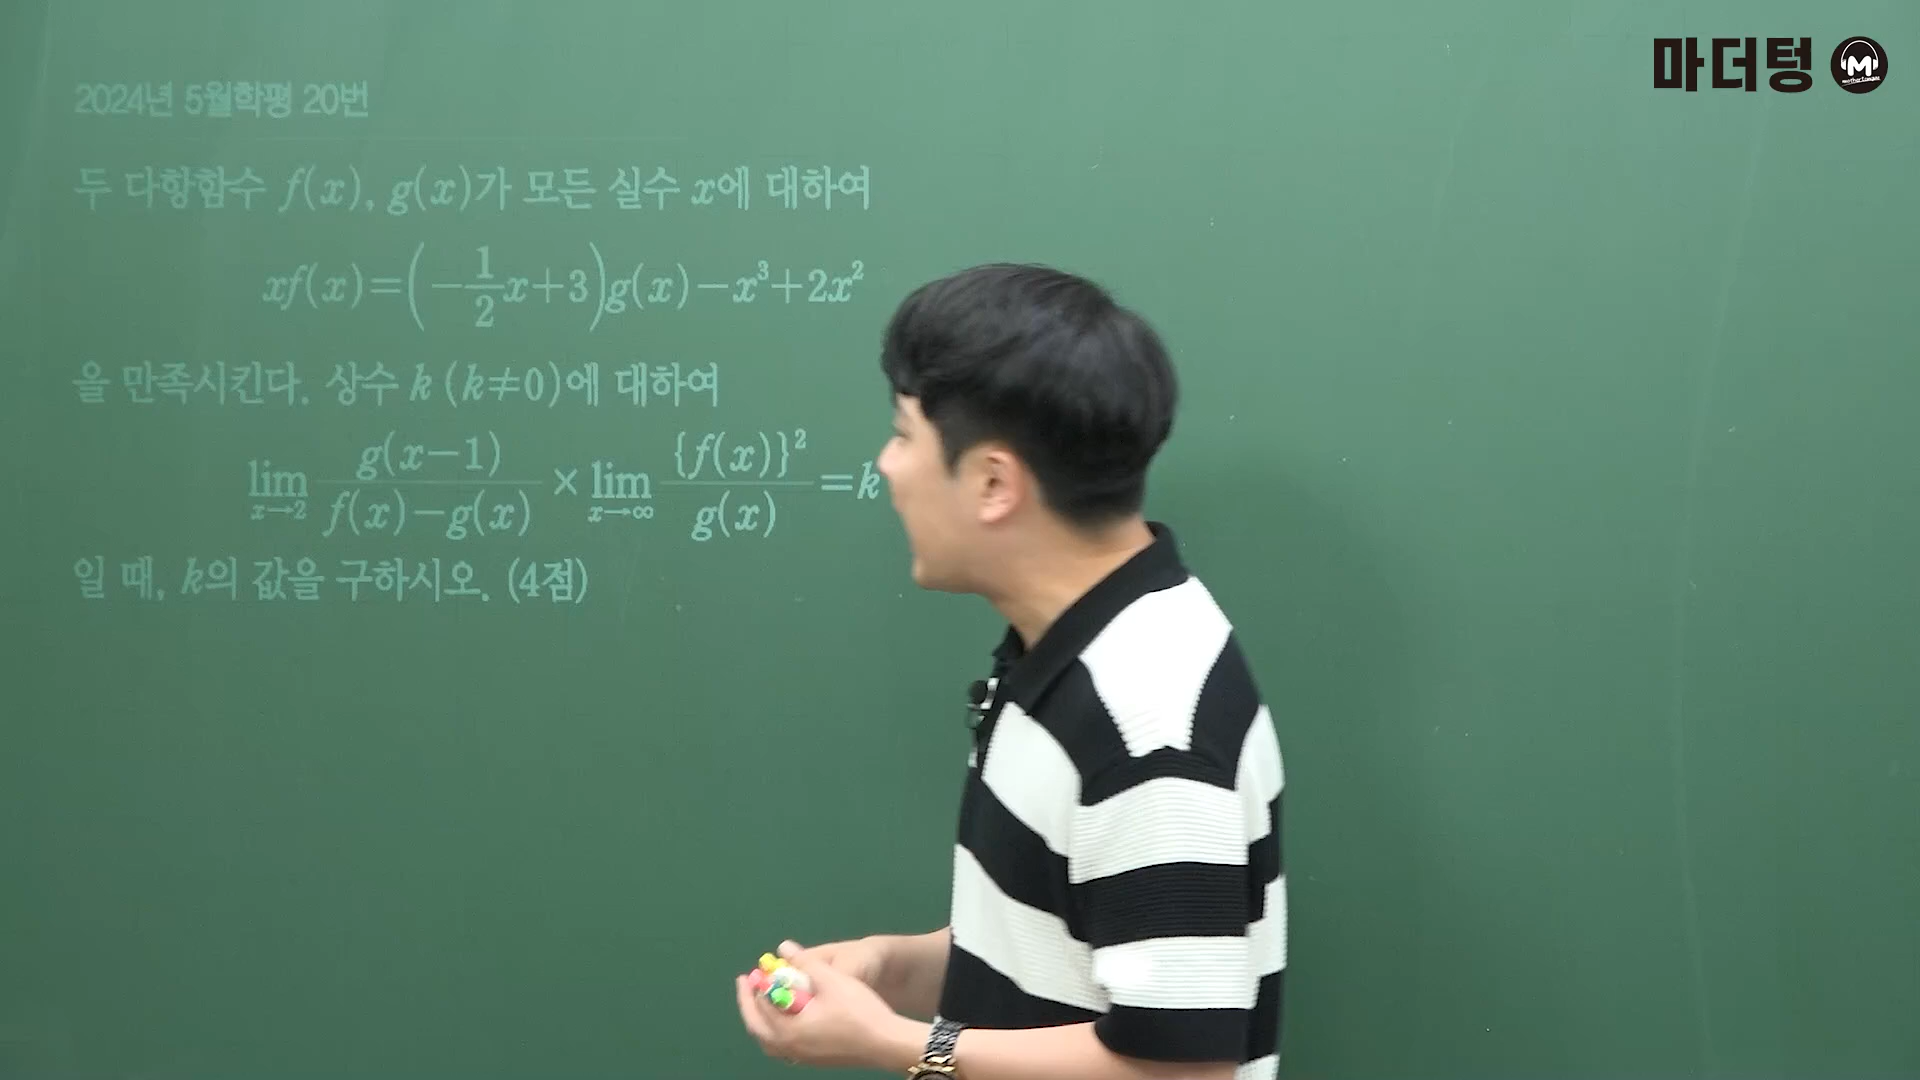 마더텅
2024년 5월학평 20번
두 다항함수 f(x), g(x)가 모든 실수 x에 대하여
xf(x)=(-1/2x+3)g(x)-x³+2x²
을 만족시킨다. 상수 k (k≠0)에 대하여
lim x→2 g(x-1)/f(x)-g(x) × lim x→∞ {f(x)}²/g(x) =k
일 때, k의 값을 구하시오. (4점)